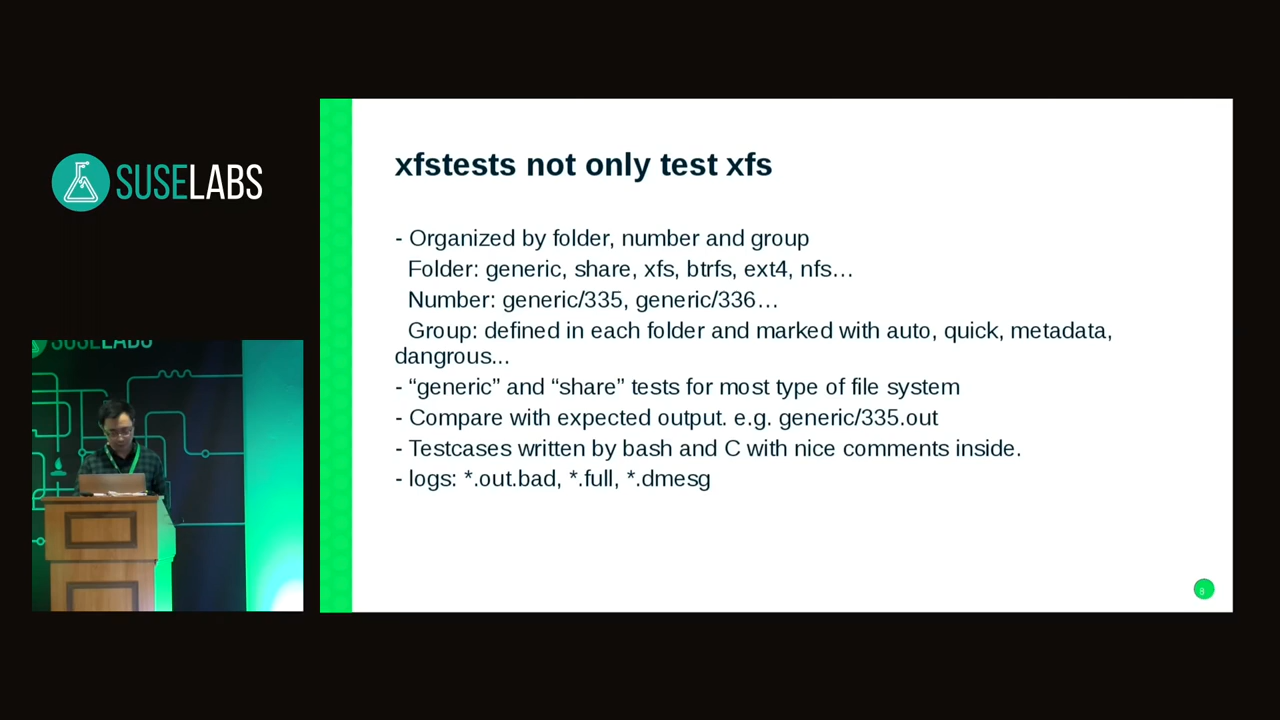 SUSELABS
xfstests not only test xfs
- Organized by folder, number and group
Folder: generic, share, xfs, btrfs, ext4, nfs…
Number: generic/335, generic/336…
Group: defined in each folder and marked with auto, quick, metadata,
dangrous...
- “generic” and “share” tests for most type of file system
- Compare with expected output. e.g. generic/335.out
- Testcases written by bash and C with nice comments inside.
- logs: *.out.bad, *.full, *.dmesg
SUSELABS
8